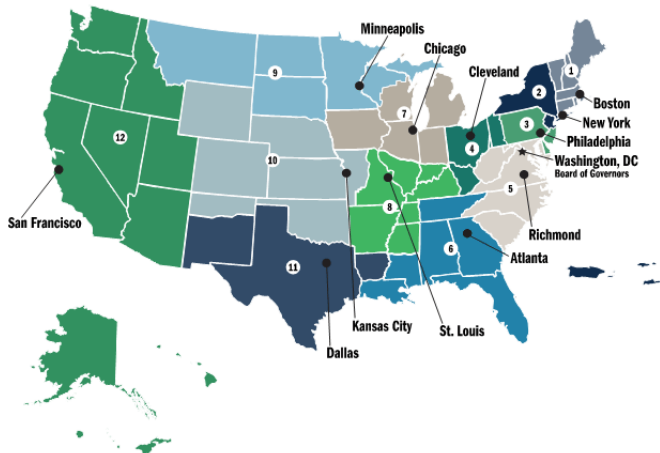 Minneapolis
Chicago
Cleveland
9
1
2
7
Boston
New York
3
12
Philadelphia
4
Washington, DC
Board of Governors
10
San Francisco
5
8
Richmond
6
Atlanta
11
Kansas City
St. Louis
Dallas